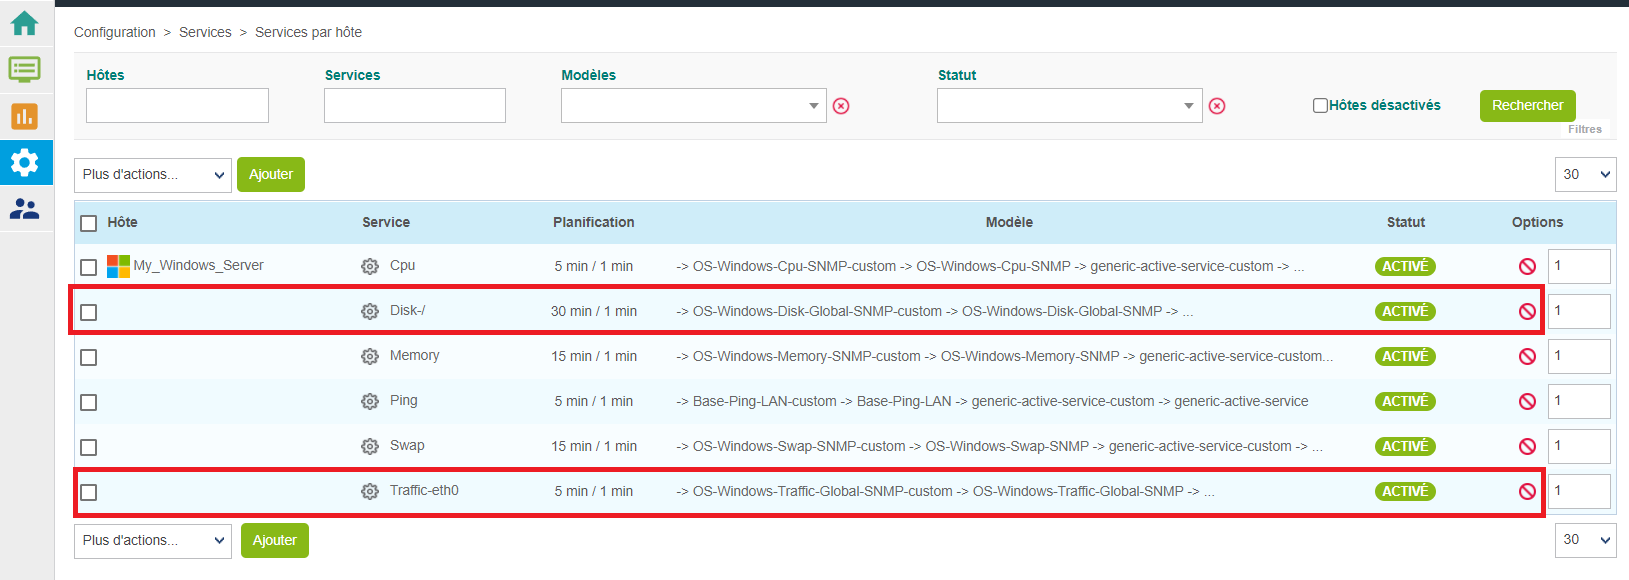 Configuration > Services > Services par hôte
Hôtes Services Modèles Statut
Hôtes désactivés Rechercher
Filtres
Plus d'actions... Ajouter 30
Hôte Service Planification Modèle Statut Options
My_Windows_Server Cpu 5 min / 1 min -> OS-Windows-Cpu-SNMP-custom -> OS-Windows-Cpu-SNMP -> generic-active-service-custom -> ... ACTIVÉ 1
Disk-/ 30 min / 1 min -> OS-Windows-Disk-Global-SNMP-custom -> OS-Windows-Disk-Global-SNMP -> ... ACTIVÉ 1
Memory 15 min / 1 min -> OS-Windows-Memory-SNMP-custom -> OS-Windows-Memory-SNMP -> generic-active-service-custom... ACTIVÉ 1
Ping 5 min / 1 min -> Base-Ping-LAN-custom -> Base-Ping-LAN -> generic-active-service-custom -> generic-active-service ACTIVÉ 1
Swap 15 min / 1 min -> OS-Windows-Swap-SNMP-custom -> OS-Windows-Swap-SNMP -> generic-active-service-custom -> ... ACTIVÉ 1
Traffic-eth0 5 min / 1 min -> OS-Windows-Traffic-Global-SNMP-custom -> OS-Windows-Traffic-Global-SNMP -> ... ACTIVÉ 1
Plus d'actions... Ajouter 30